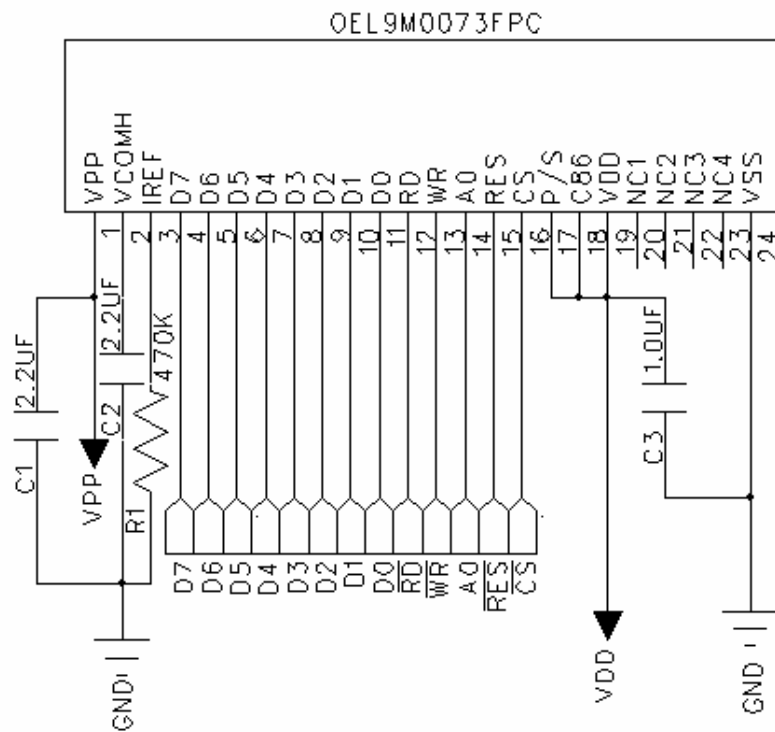 OEL9M0073FPC
VPP
VCOMH
IREF
D7
D6
D5
D4
D3
D2
D1
D0
RD
WR
A0
RES
CS
P/S
C86
VDD
NC1
NC2
NC3
NC4
VSS
1
2
3
4
5
6
7
8
9
10
11
12
13
14
15
16
17
18
19
20
21
22
23
24
2.2UF
C1
VPP
2.2UF
C2
470K
R1
D7
D6
D5
D4
D3
D2
D1
D0
RD
WR
A0
RES
CS
1.0UF
C3
GND
VDD
GND